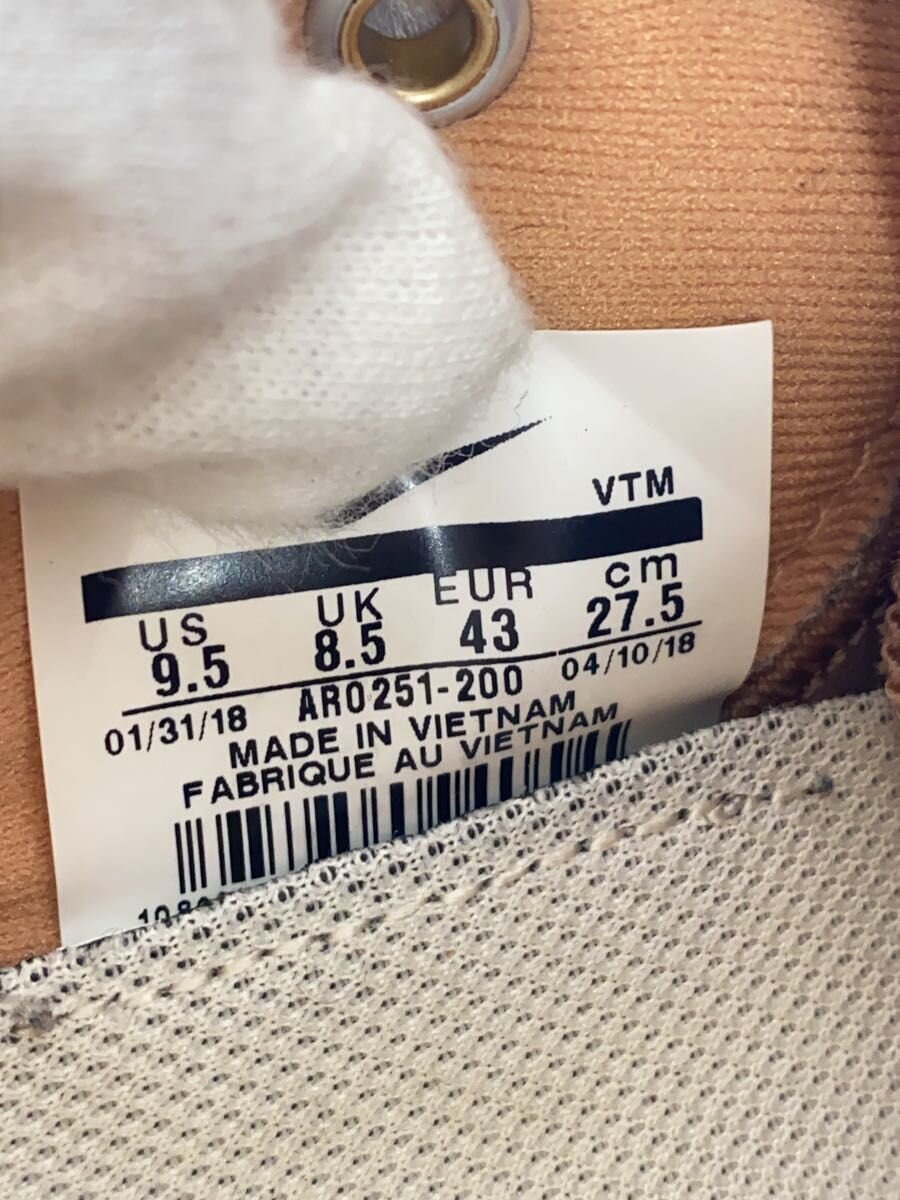 VTM
US UK EUR cm
9.5 8.5 43 27.5
01/31/18 AR0251-200 04/10/18
MADE IN VIETNAM
FABRIQUE AU VIETNAM